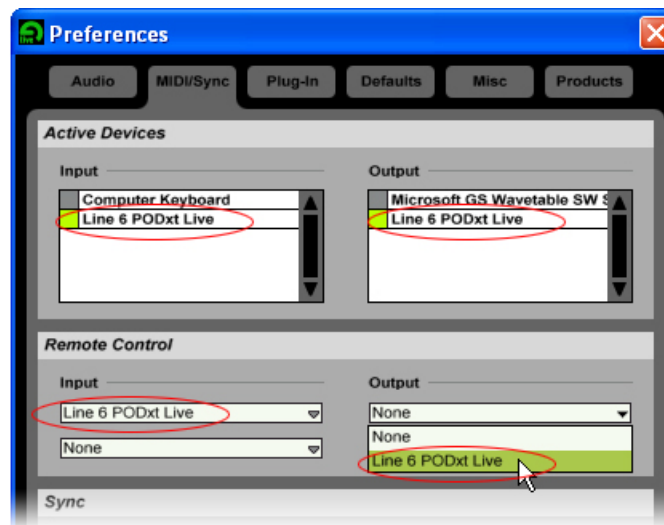 Preferences
Audio MIDI/Sync Plug-In Defaults Misc Products
Active Devices
Input Output
Computer Keyboard Microsoft GS Wavetable SW
Line 6 PODxt Live Line 6 PODxt Live
Remote Control
Input Output
Line 6 PODxt Live None
None None
Line 6 PODxt Live
Sync